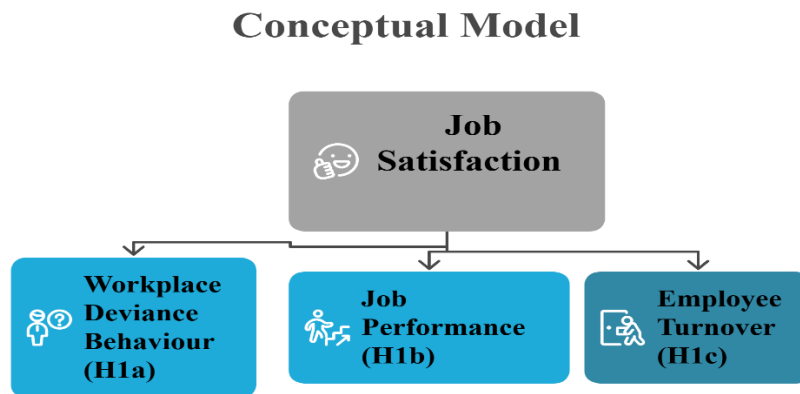 Conceptual Model
Job
Satisfaction
Workplace
Deviance
Behaviour
(H1a)
Job
Performance
(H1b)
Employee
Turnover
(H1c)